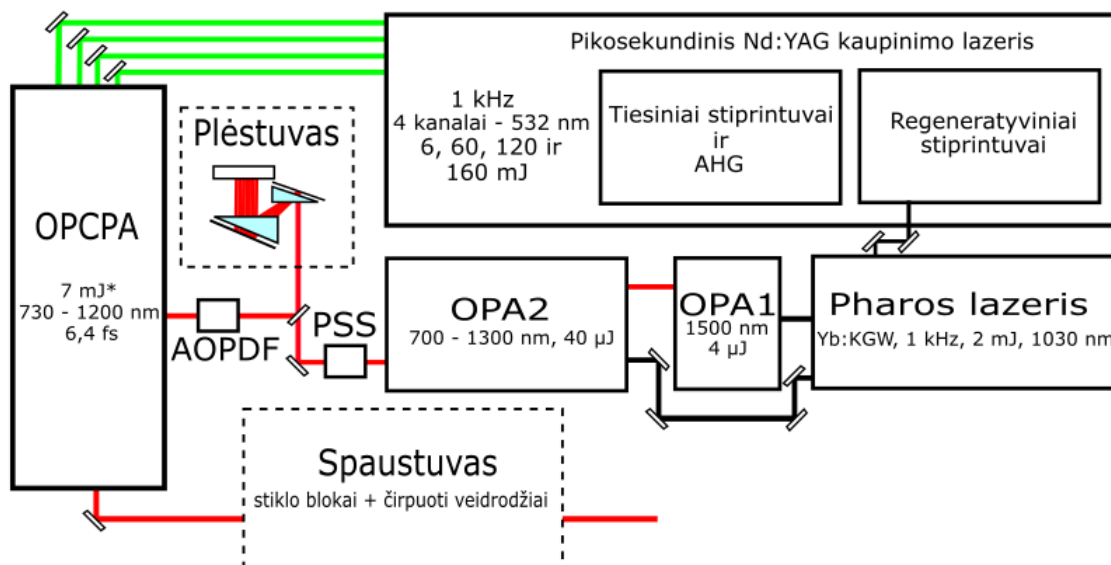 Pikosekundinis Nd:YAG kaupinimo lazeris
1 kHz
4 kanalai - 532 nm
6, 60, 120 ir
160 mJ
Tiesiniai stiprintuvai
ir
AHG
Regeneratyviniai
stiprintuvai
Plėstuvas
OPCPA
7 mJ*
730 - 1200 nm
6,4 fs
AOPDF
PSS
OPA2
700 - 1300 nm, 40 μJ
OPA1
1500 nm
4 μJ
Pharos lazeris
Yb:KGW, 1 kHz, 2 mJ, 1030 nm
Spaustuvas
stiklo blokai + čirpuoti veidrodžiai